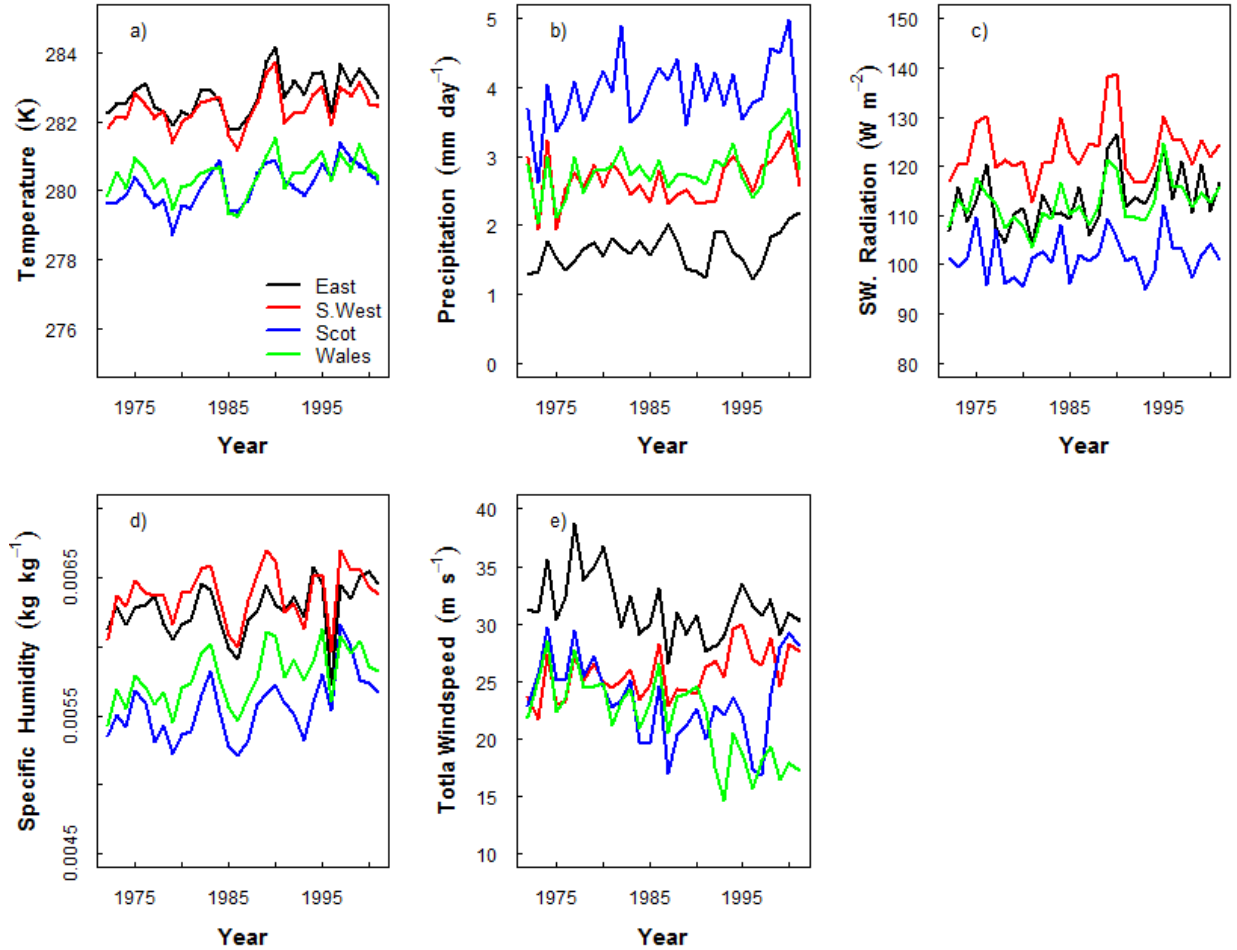 a)
Temperature (K)
284
282
280
278
276
East
S.West
Scot
Wales
1975
1985
1995
Year
b)
Precipitation (mm day⁻¹)
5
4
3
2
1
0
1975
1985
1995
Year
c)
SW. Radiation (W m⁻²)
150
140
130
120
110
100
90
80
1975
1985
1995
Year
d)
Specific Humidity (kg kg⁻¹)
0.0065
0.0055
0.0045
1975
1985
1995
Year
e)
Totla Windspeed (m s⁻¹)
40
35
30
25
20
15
10
1975
1985
1995
Year